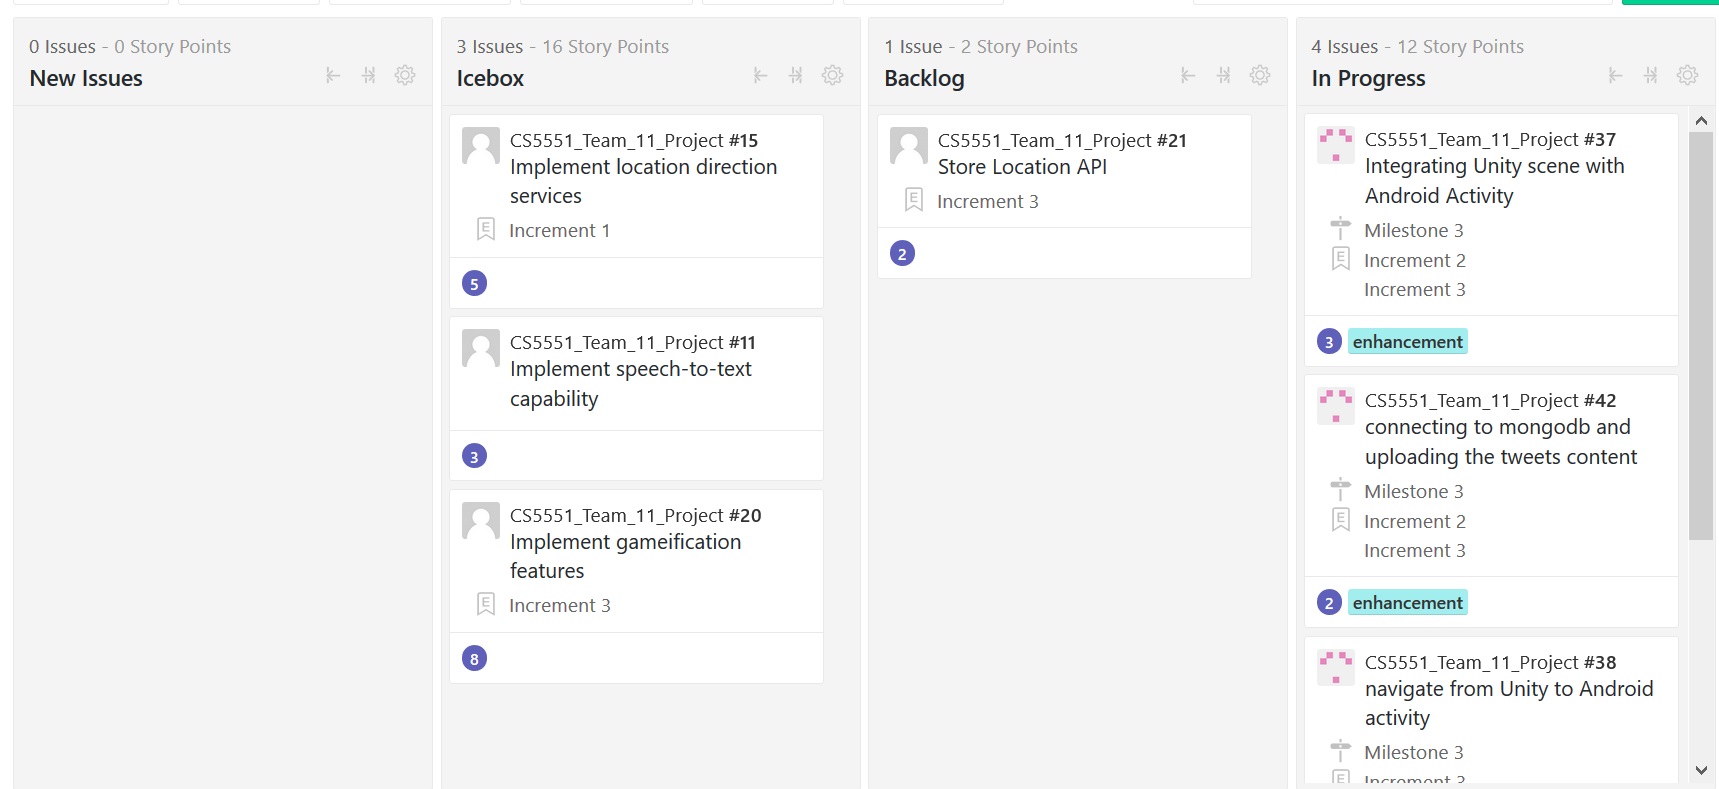 0 Issues - 0 Story Points
New Issues
3 Issues - 16 Story Points
Icebox
CS5551_Team_11_Project #15
Implement location direction
services
E
Increment 1
5
CS5551_Team_11_Project #11
Implement speech-to-text
capability
3
CS5551_Team_11_Project #20
Implement gameification
features
E
Increment 3
8
1 Issue - 2 Story Points
Backlog
CS5551_Team_11_Project #21
Store Location API
E
Increment 3
2
4 Issues - 12 Story Points
In Progress
CS5551_Team_11_Project #37
Integrating Unity scene with
Android Activity
Milestone 3
E
Increment 2
Increment 3
3 enhancement
CS5551_Team_11_Project #42
connecting to mongodb and
uploading the tweets content
Milestone 3
E
Increment 2
Increment 3
2 enhancement
CS5551_Team_11_Project #38
navigate from Unity to Android
activity
Milestone 3
E
Increment